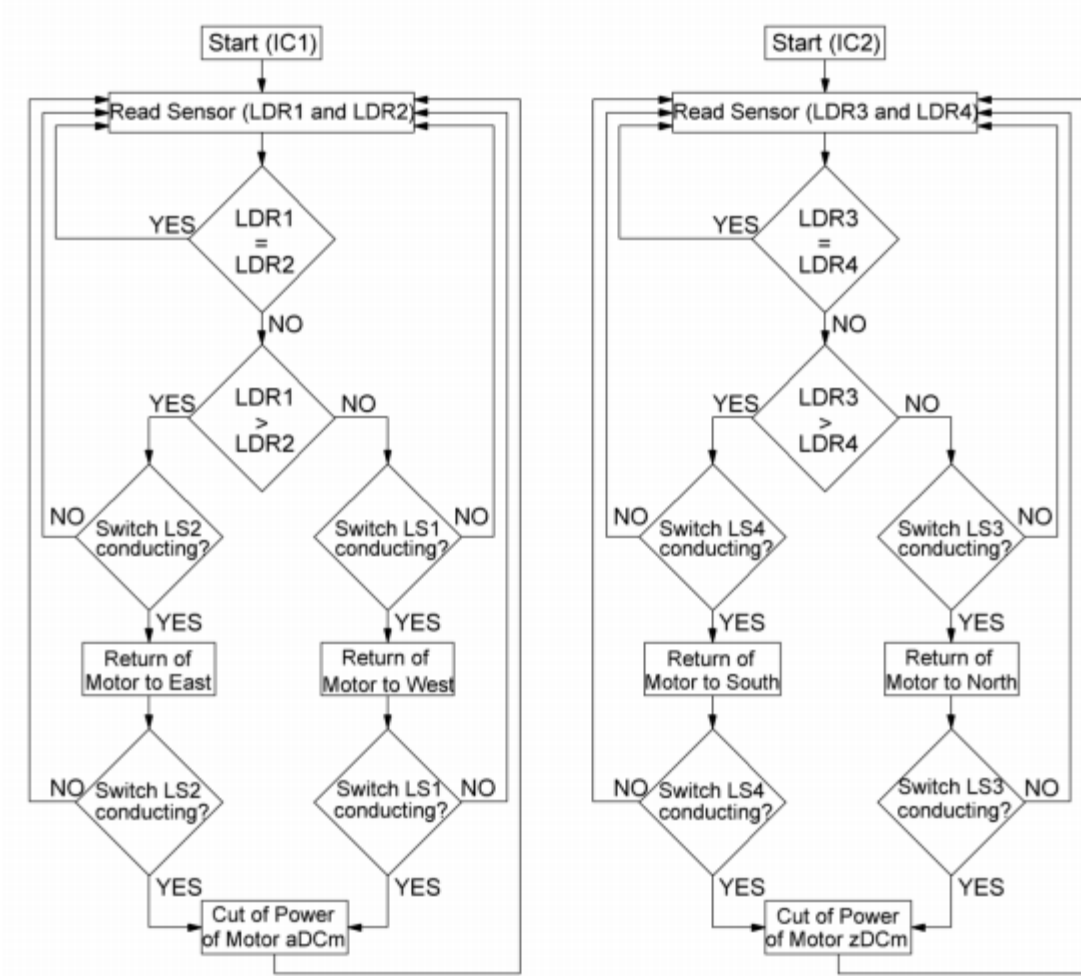 Start (IC1)
Read Sensor (LDR1 and LDR2)
LDR1
=
LDR2
YES
NO
LDR1
>
LDR2
YES
NO
Switch LS2
conducting?
NO
YES
Switch LS1
conducting?
NO
YES
Return of
Motor to East
Return of
Motor to West
Switch LS2
conducting?
NO
YES
Switch LS1
conducting?
NO
YES
Cut of Power
of Motor aDCm
Start (IC2)
Read Sensor (LDR3 and LDR4)
LDR3
=
LDR4
YES
NO
LDR3
>
LDR4
YES
NO
Switch LS4
conducting?
NO
YES
Switch LS3
conducting?
NO
YES
Return of
Motor to South
Return of
Motor to North
Switch LS4
conducting?
NO
YES
Switch LS3
conducting?
NO
YES
Cut of Power
of Motor zDCm